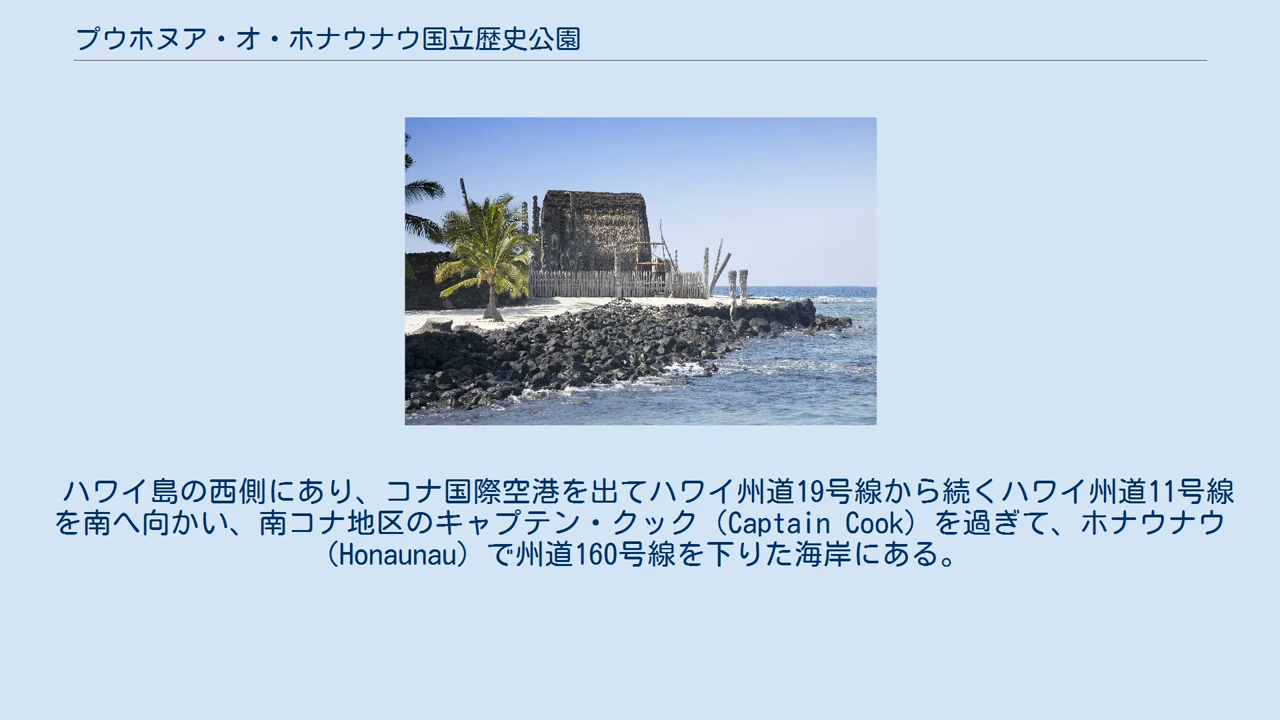 プウホヌア・オ・ホナウナウ国立歴史公園
ハワイ島の西側にあり、コナ国際空港を出てハワイ州道19号線から続くハワイ州道11号線
を南へ向かい、南コナ地区のキャプテン・クック（Captain Cook）を過ぎて、ホナウナウ
（Honaunau）で州道160号線を下りた海岸にある。